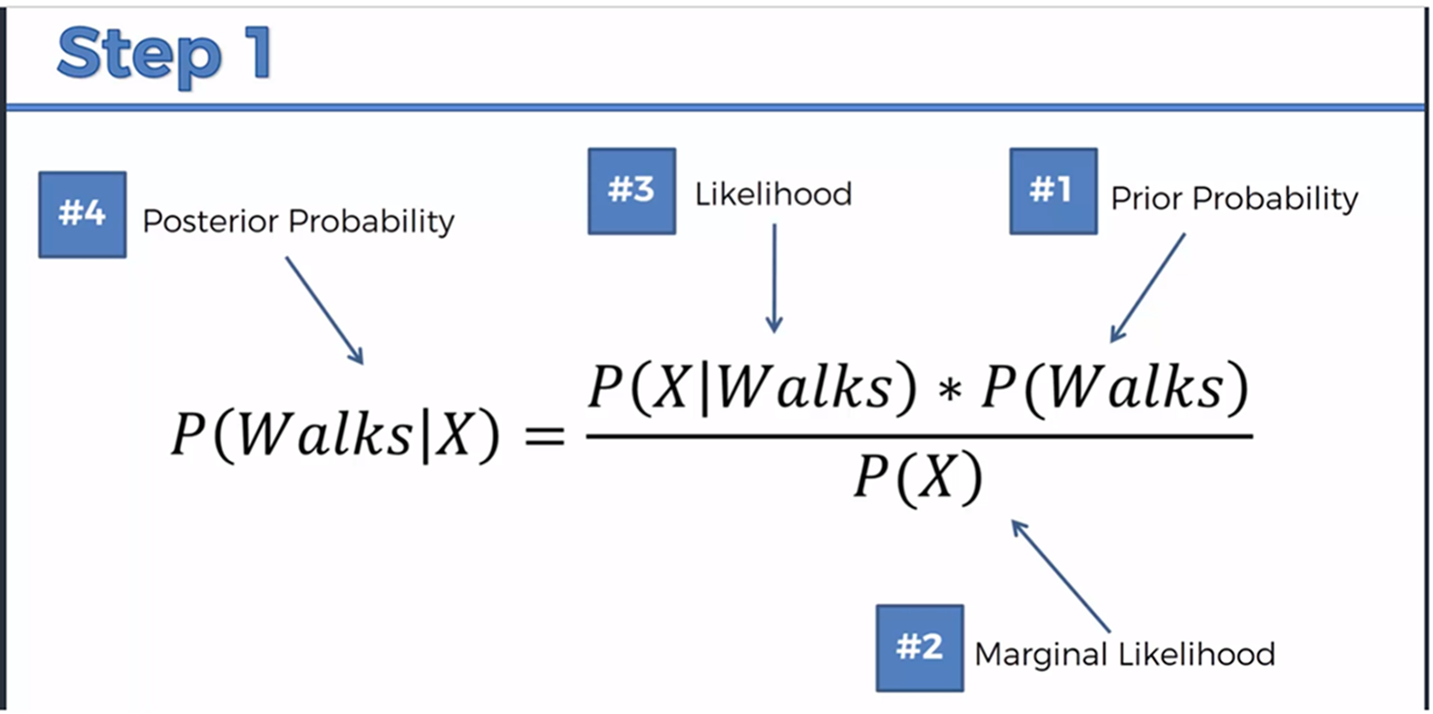 Step 1
#4 Posterior Probability
#3 Likelihood
#1 Prior Probability
P(Walks|X) = P(X|Walks) * P(Walks)
P(X)
#2 Marginal Likelihood